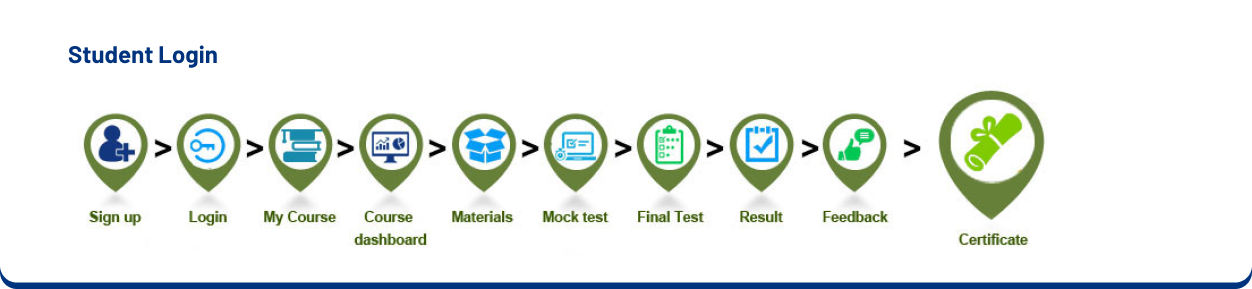 Student Login
> > > > > > > > >
Sign up Login My Course Course Materials Mock test Final Test Result Feedback
dashboard Certificate